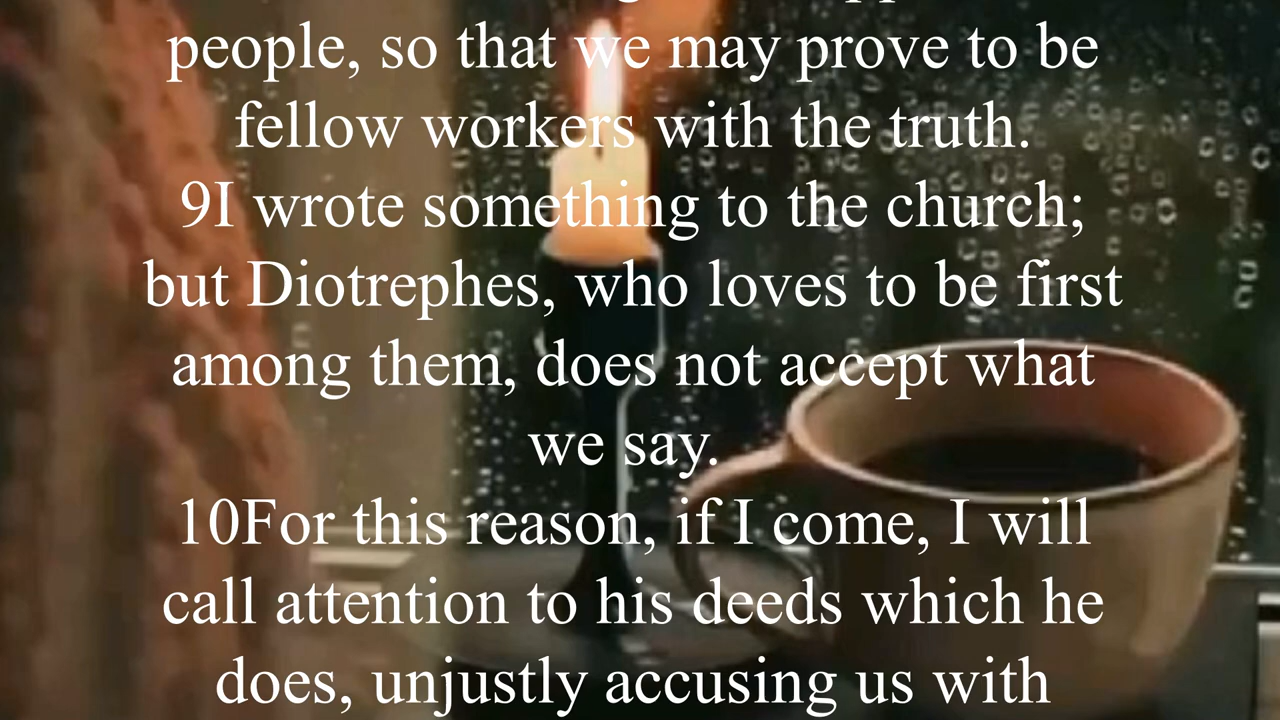 people, so that we may prove to be
fellow workers with the truth.
9I wrote something to the church;
but Diotrephes, who loves to be first
among them, does not accept what
we say.
10For this reason, if I come, I will
call attention to his deeds which he
does, unjustly accusing us with